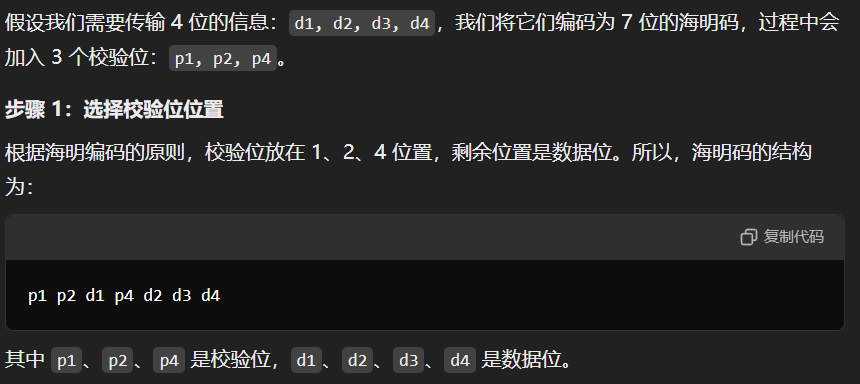 假设我们需要传输 4 位的信息：d1, d2, d3, d4，我们将它们编码为 7 位的海明码，过程中会
加入 3 个校验位：p1, p2, p4。
步骤 1：选择校验位位置
根据海明编码的原则，校验位放在 1、2、4 位置，剩余位置是数据位。所以，海明码的结构
为：
复制代码
p1 p2 d1 p4 d2 d3 d4
其中 p1、p2、p4 是校验位，d1、d2、d3、d4 是数据位。